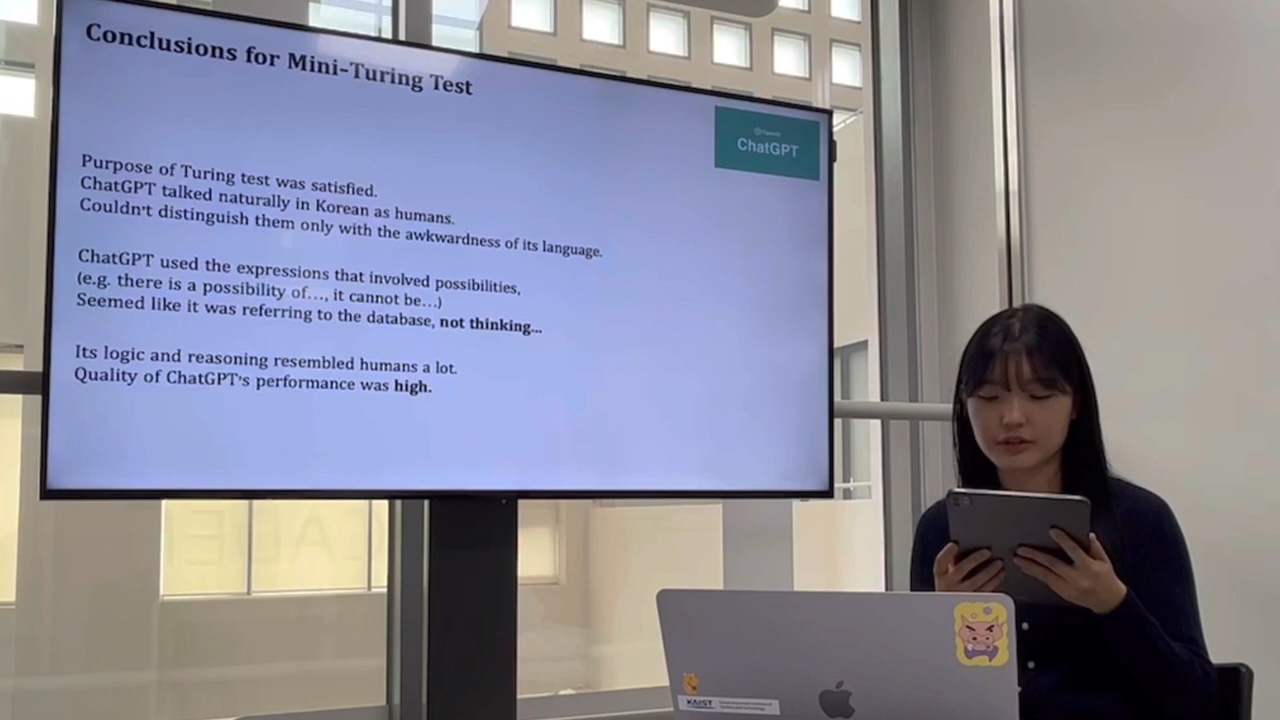 Conclusions for Mini-Turing Test
ChatGPT
Purpose of Turing test was satisfied.
ChatGPT talked naturally in Korean as humans.
Couldn't distinguish them only with the awkwardness of its language.
ChatGPT used the expressions that involved possibilities,
(e.g. there is a possibility of..., it cannot be...)
Seemed like it was referring to the database, not thinking...
Its logic and reasoning resembled humans a lot.
Quality of ChatGPT's performance was high.
KAIST